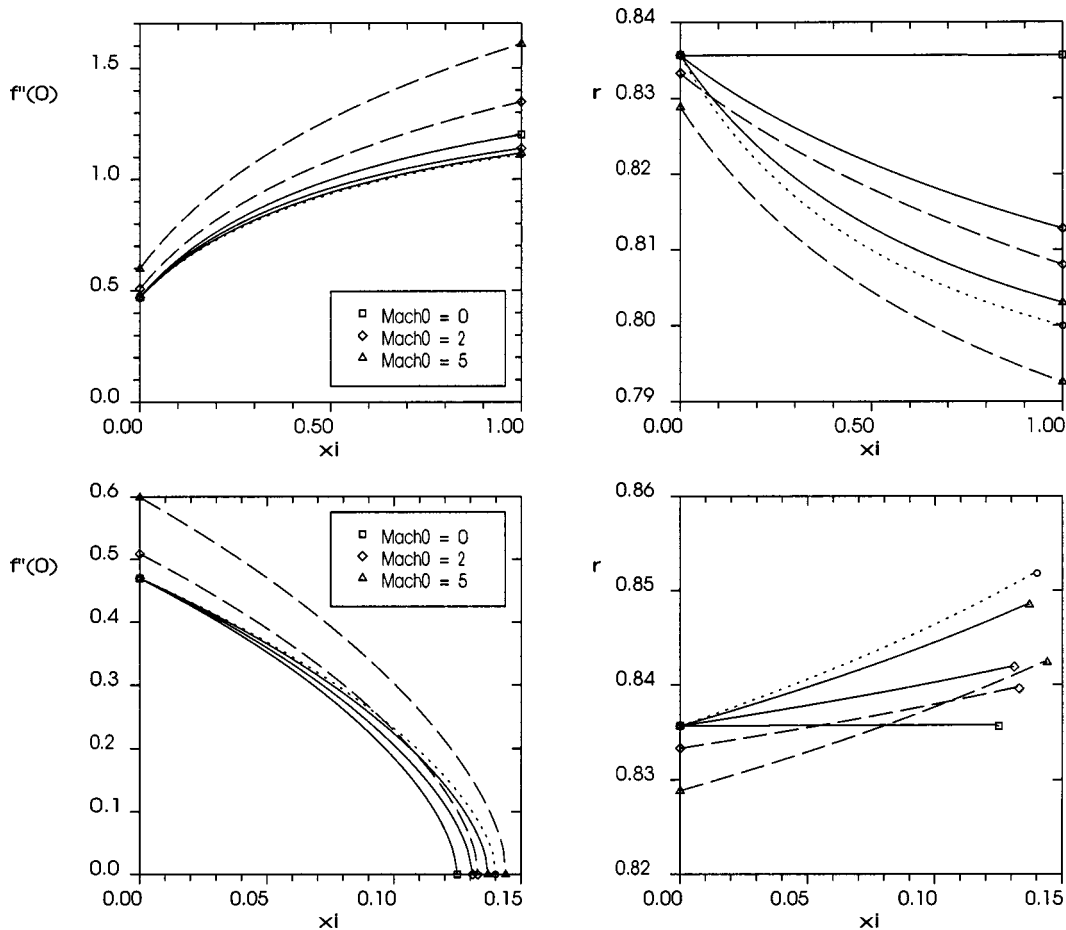 f"(0)
1.5
1.0
0.5
0.0
□ Mach0 = 0
◇ Mach0 = 2
△ Mach0 = 5
0.00
0.50
1.00
xi
r
0.84
0.83
0.82
0.81
0.80
0.79
0.00
0.50
1.00
xi
f"(0)
0.6
0.5
0.4
0.3
0.2
0.1
0.0
□ Mach0 = 0
◇ Mach0 = 2
△ Mach0 = 5
0.00
0.05
0.10
0.15
xi
r
0.86
0.85
0.84
0.83
0.82
0.00
0.05
0.10
0.15
xi